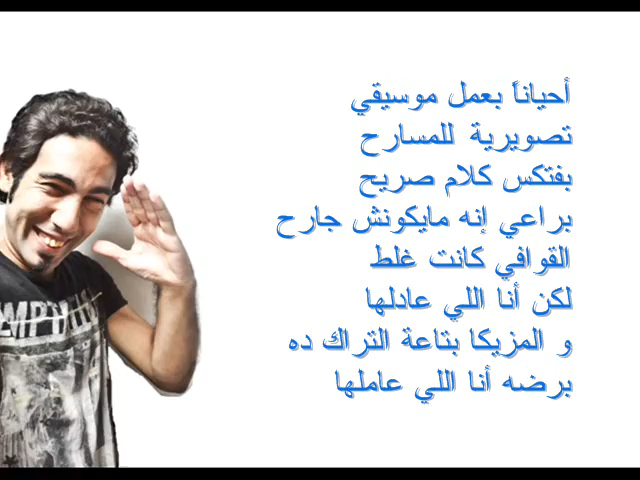 أحياناً بعمل موسيقي
تصويرية للمسارح
بفتكس كلام صريح
براعي إنه مايكونش جارح
القوافي كانت غلط
لكن أنا اللي عادلها
و المزيكا بتاعة التراك ده
برضه أنا اللي عاملها